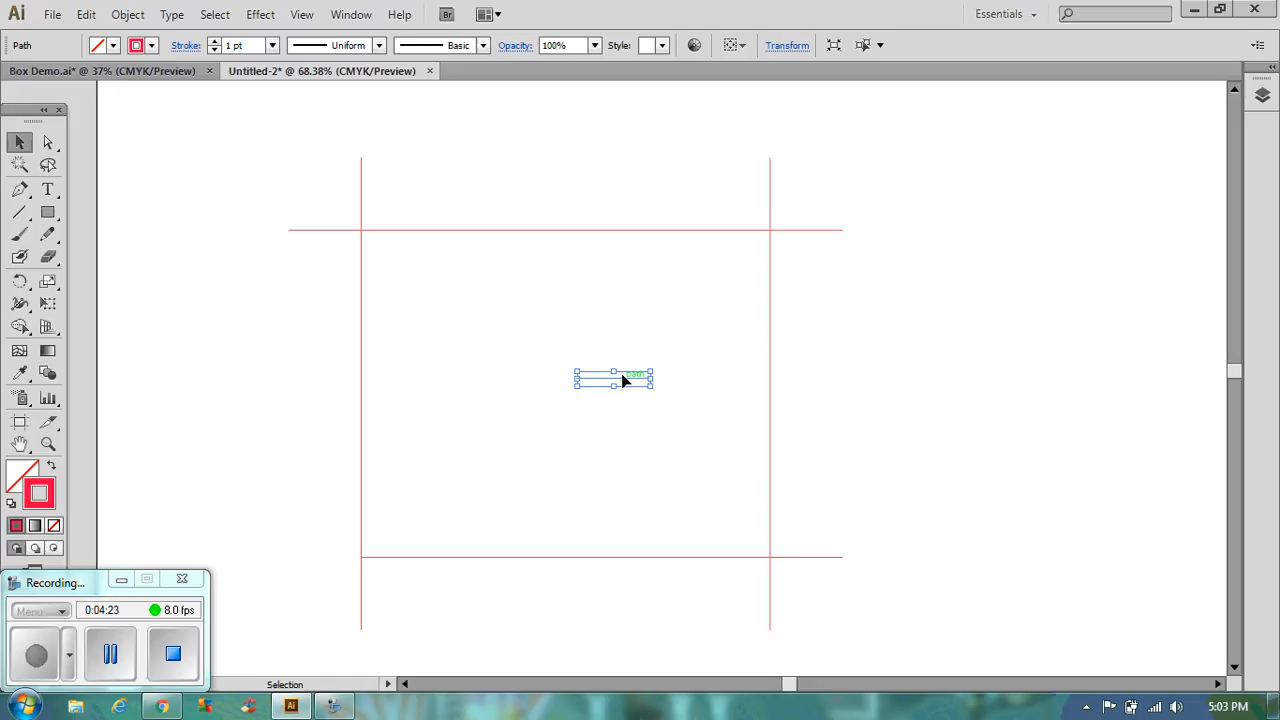 Ai File Edit Object Type Select Effect View Window Help Br Essentials
Path Stroke: 1 pt Uniform Basic Opacity: 100% Style: Transform
Box Demo.ai* @ 37% (CMYK/Preview) × Untitled-2* @ 68.38% (CMYK/Preview) ×
path
Recording...
Menu 0:04:23 8.0 fps
Selection
Ai 5:03 PM